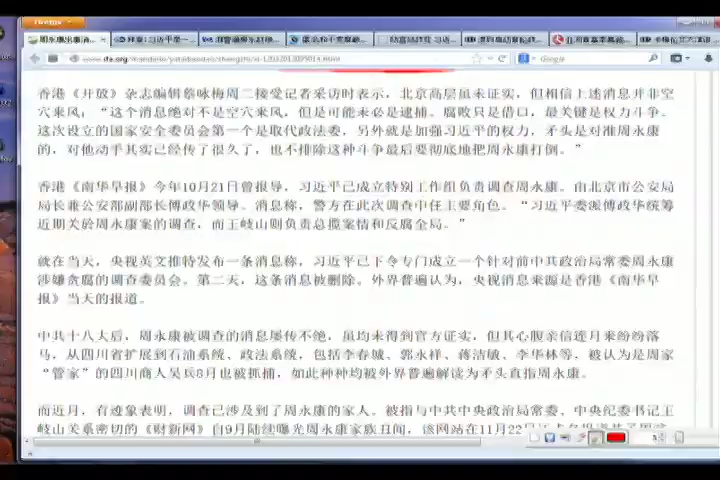 香港《开放》杂志编辑蔡咏梅周二接受记者采访时表示，北京高层虽未证实，但相信上述消息并非空
穴来风：“这个消息绝对不是空穴来风，但是可能未必是逮捕。腐败只是借口，最关键是权力斗争。
这次设立的国家安全委员会第一个是取代政法委，另外就是加强习近平的权力，矛头是对准周永康
的，对他动手其实已经传了很久了，也不排除这种斗争最后要彻底地把周永康打倒。”
香港《南华早报》今年10月21日曾报导，习近平已成立特别工作组负责调查周永康。由北京市公安局
局长兼公安部副部长傅政华领导。消息称，警方在此次调查中任主要角色。“习近平委派傅政华统筹
近期关於周永康案的调查，而王岐山则负责总揽案情和反腐全局。”
就在当天，央视英文推特发布一条消息称，习近平已下令专门成立一个针对前中共政治局常委周永康
涉嫌贪腐的调查委员会。第二天，这条消息被删除。外界普遍认为，央视消息来源是香港《南华早
报》当天的报道。
中共十八大后，周永康被调查的消息屡传不绝，虽均未得到官方证实，但其心腹亲信连月来纷纷落
马，从四川省扩展到石油系统、政法系统，包括李春城、郭永祥、蒋洁敏、李华林等，被认为是周家
“管家”的四川商人吴兵8月也被抓捕，如此种种均被外界普遍解读为矛头直指周永康。
而近月，有迹象表明，调查已涉及到了周永康的家人。被指与中共中央政治局常委、中央纪委书记王
岐山关系密切的《财新网》自9月陆续曝光周永康家族丑闻，该网站在11月22